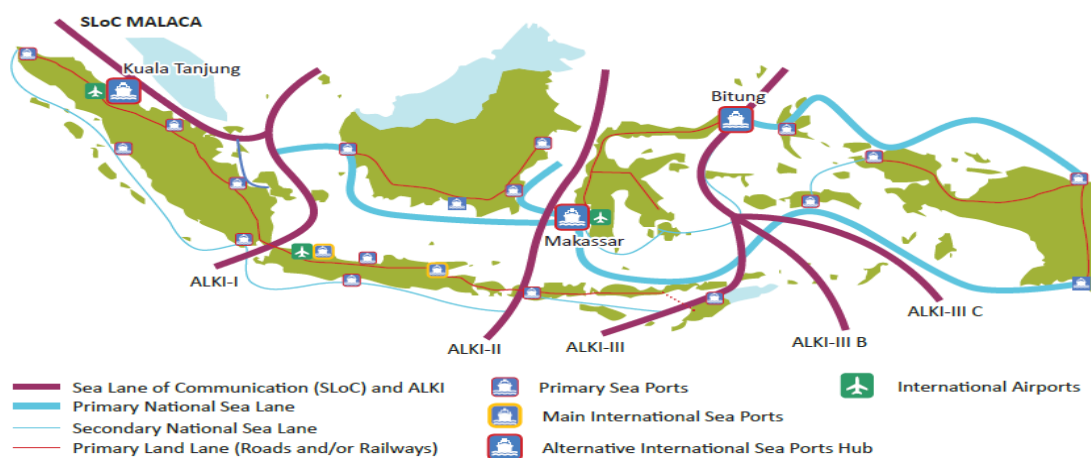 SLoC MALACA
Kuala Tanjung
Bitung
Makassar
ALKI-I
ALKI-II
ALKI-III
ALKI-III B
ALKI-III C
Sea Lane of Communication (SLoC) and ALKI
Primary National Sea Lane
Secondary National Sea Lane
Primary Land Lane (Roads and/or Railways)
Primary Sea Ports
Main International Sea Ports
Alternative International Sea Ports Hub
International Airports